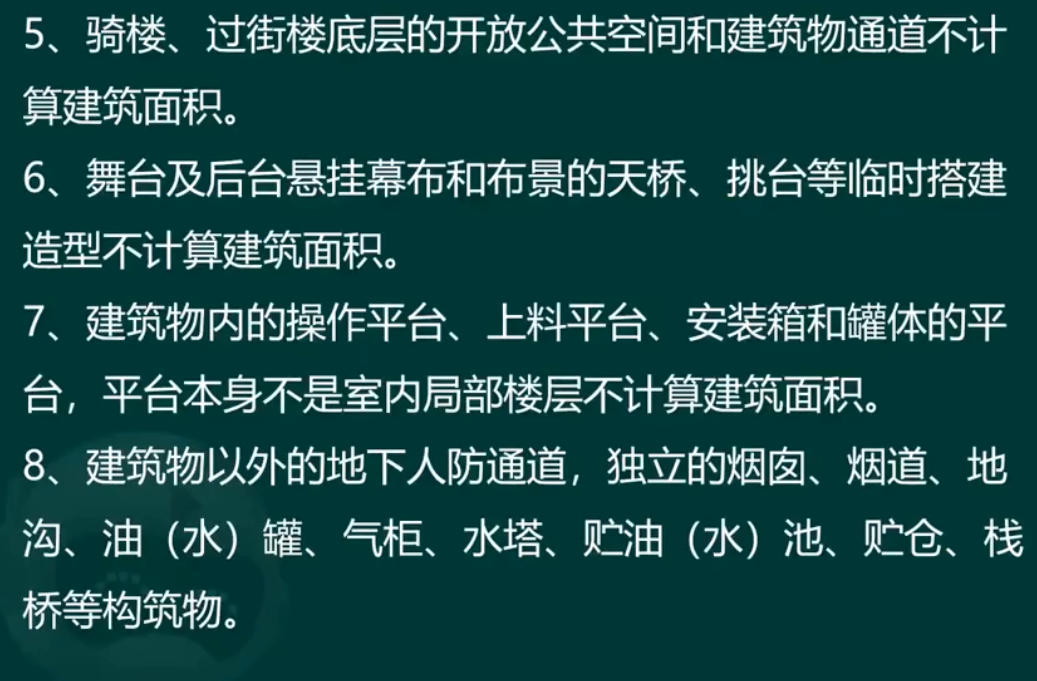 5、骑楼、过街楼底层的开放公共空间和建筑物通道不计
算建筑面积。
6、舞台及后台悬挂幕布和布景的天桥、挑台等临时搭建
造型不计算建筑面积。
7、建筑物内的操作平台、上料平台、安装箱和罐体的平
台，平台本身不是室内局部楼层不计算建筑面积。
8、建筑物以外的地下人防通道，独立的烟囱、烟道、地
沟、油（水）罐、气柜、水塔、贮油（水）池、贮仓、栈
桥等构筑物。